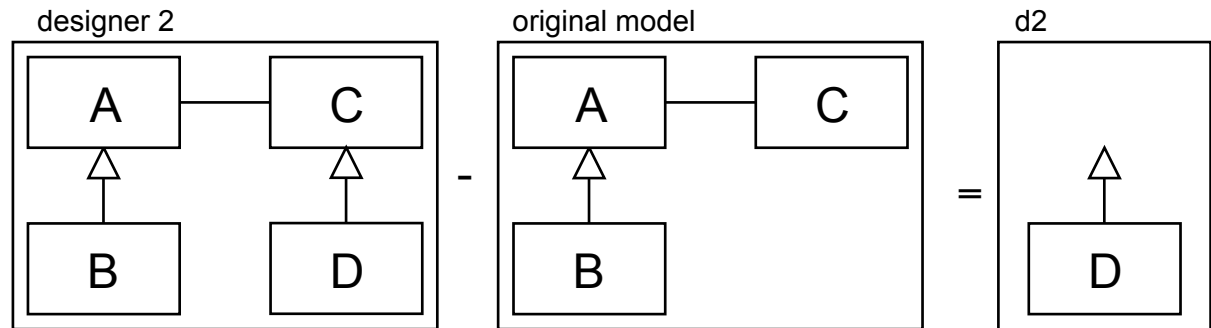 designer 2 original model d2
A C A C
- =
B D B D